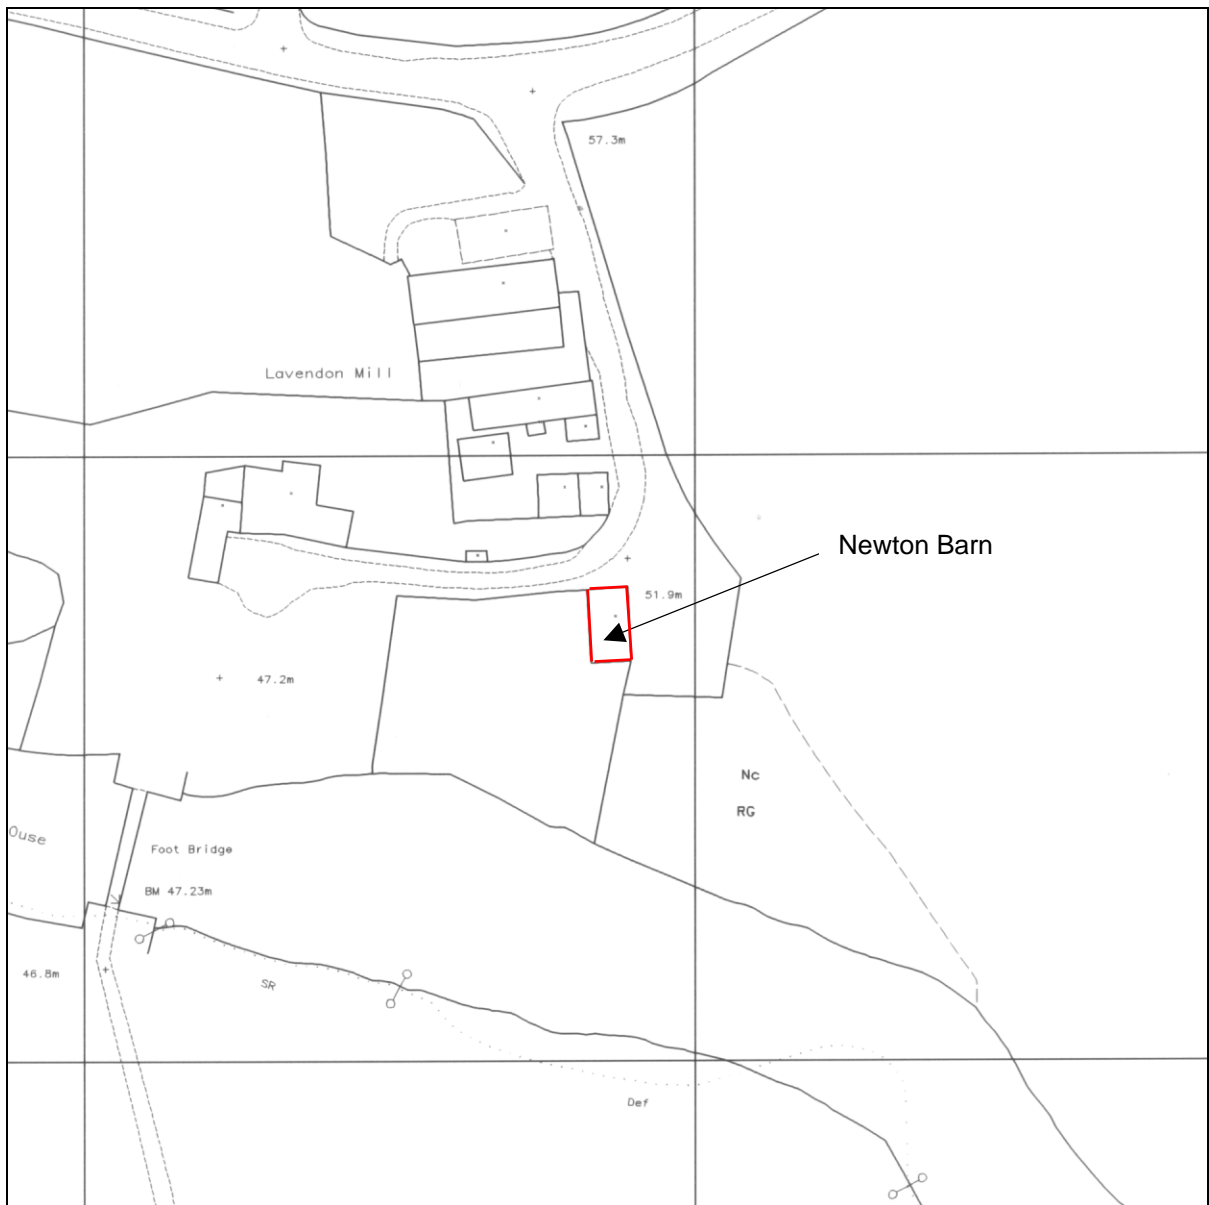 57.3m
Lavendon Mill
Newton Barn
51.9m
47.2m
Nc
RG
Ouse
Foot Bridge
BM 47.23m
46.8m
SR
Def